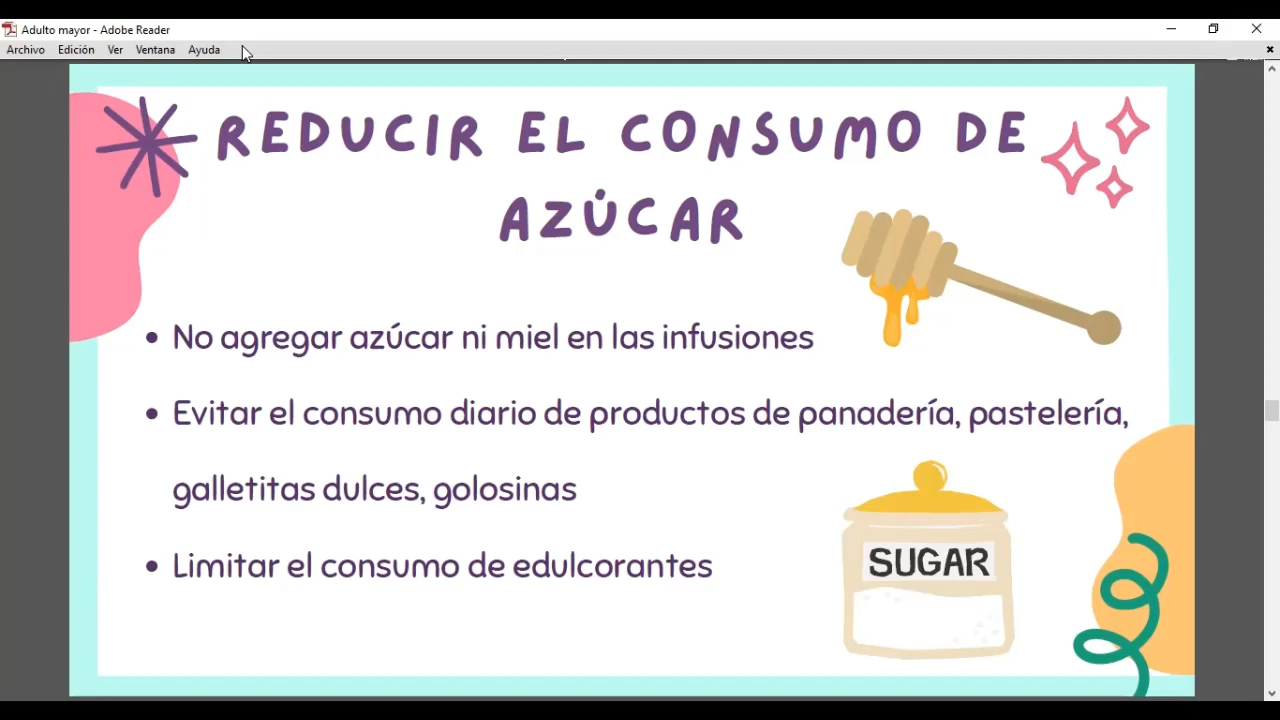 Adulto mayor - Adobe Reader
Archivo Edición Ver Ventana Ayuda
REDUCIR EL CONSUMO DE
AZÚCAR
• No agregar azúcar ni miel en las infusiones
• Evitar el consumo diario de productos de panadería, pastelería,
galletitas dulces, golosinas
• Limitar el consumo de edulcorantes
SUGAR